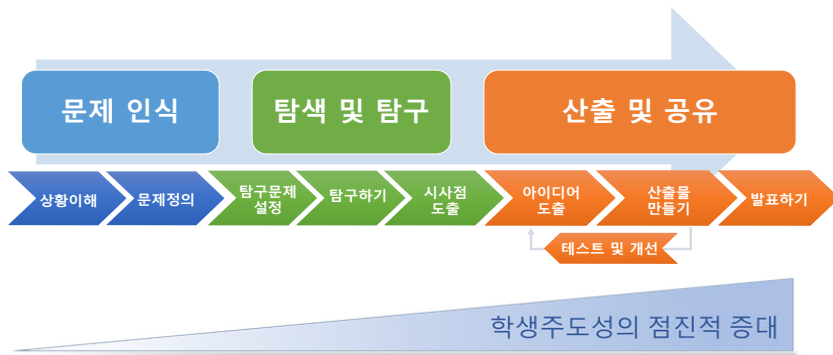 문제 인식
탐색 및 탐구
산출 및 공유
상황이해
문제정의
탐구문제
설정
탐구하기
시사점
도출
아이디어
도출
산출물
만들기
발표하기
테스트 및 개선
학생주도성의 점진적 증대